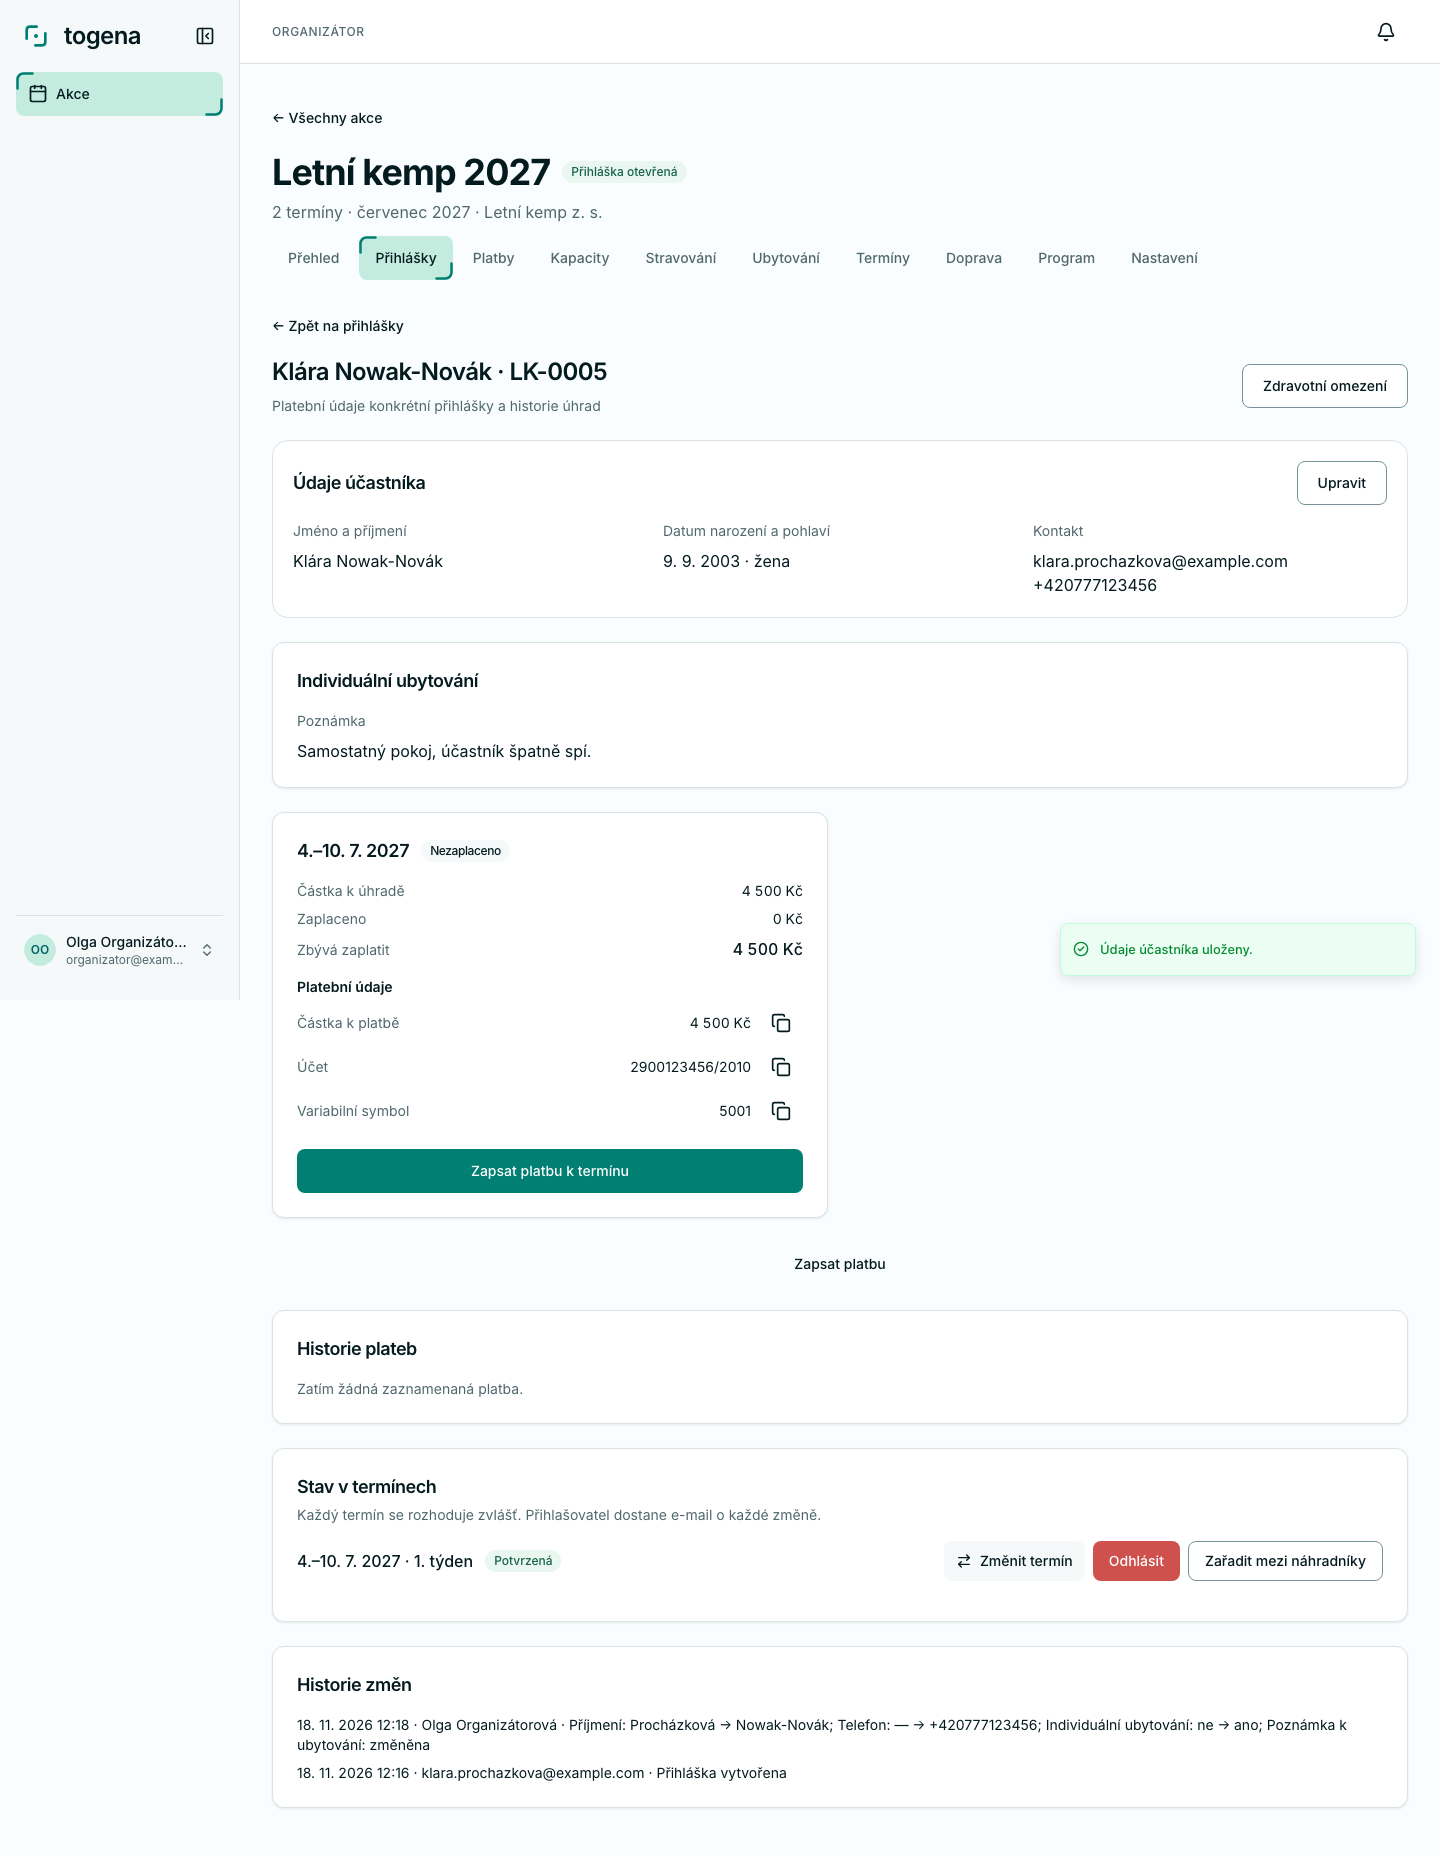 togena
ORGANIZÁTOR
Akce
← Všechny akce
Letní kemp 2027
Přihláška otevřená
2 termíny · červenec 2027 · Letní kemp z. s.
Přehled
Přihlášky
Platby
Kapacity
Stravování
Ubytování
Termíny
Doprava
Program
Nastavení
← Zpět na přihlášky
Klára Nowak-Novák · LK-0005
Platební údaje konkrétní přihlášky a historie úhrad
Zdravotní omezení
Údaje účastníka
Upravit
Jméno a příjmení
Klára Nowak-Novák
Datum narození a pohlaví
9. 9. 2003 · žena
Kontakt
klara.prochazkova@example.com
+420777123456
Individuální ubytování
Poznámka
Samostatný pokoj, účastník špatně spí.
4.–10. 7. 2027
Nezaplaceno
Částka k úhradě
4 500 Kč
Zaplaceno
0 Kč
Zbývá zaplatit
4 500 Kč
Platební údaje
Částka k platbě
4 500 Kč
Účet
2900123456/2010
Variabilní symbol
5001
Zapsat platbu k termínu
OO
Olga Organizáto...
organizator@exam...
Údaje účastníka uloženy.
Zapsat platbu
Historie plateb
Zatím žádná zaznamenaná platba.
Stav v termínech
Každý termín se rozhoduje zvlášť. Přihlašovatel dostane e-mail o každé změně.
4.–10. 7. 2027 · 1. týden
Potvrzená
Změnit termín
Odhlásit
Zařadit mezi náhradníky
Historie změn
18. 11. 2026 12:18 · Olga Organizátorová · Příjmení: Procházková → Nowak-Novák; Telefon: — → +420777123456; Individuální ubytování: ne → ano; Poznámka k
ubytování: změněna
18. 11. 2026 12:16 · klara.prochazkova@example.com · Přihláška vytvořena